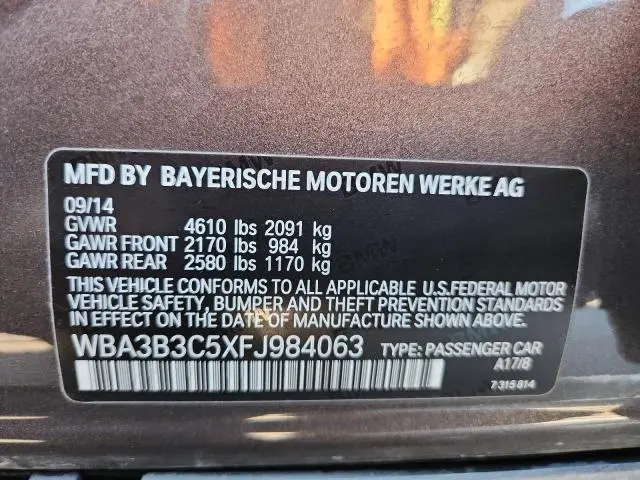 MFD BY BAYERISCHE MOTOREN WERKE AG
09/14
GVWR 4610 lbs 2091 kg
GAWR FRONT 2170 lbs 984 kg
GAWR REAR 2580 lbs 1170 kg
THIS VEHICLE CONFORMS TO ALL APPLICABLE U.S.FEDERAL MOTOR
VEHICLE SAFETY, BUMPER AND THEFT PREVENTION STANDARDS
IN EFFECT ON THE DATE OF MANUFACTURE SHOWN ABOVE.
WBA3B3C5XFJ984063 TYPE: PASSENGER CAR
A17/8
7315814